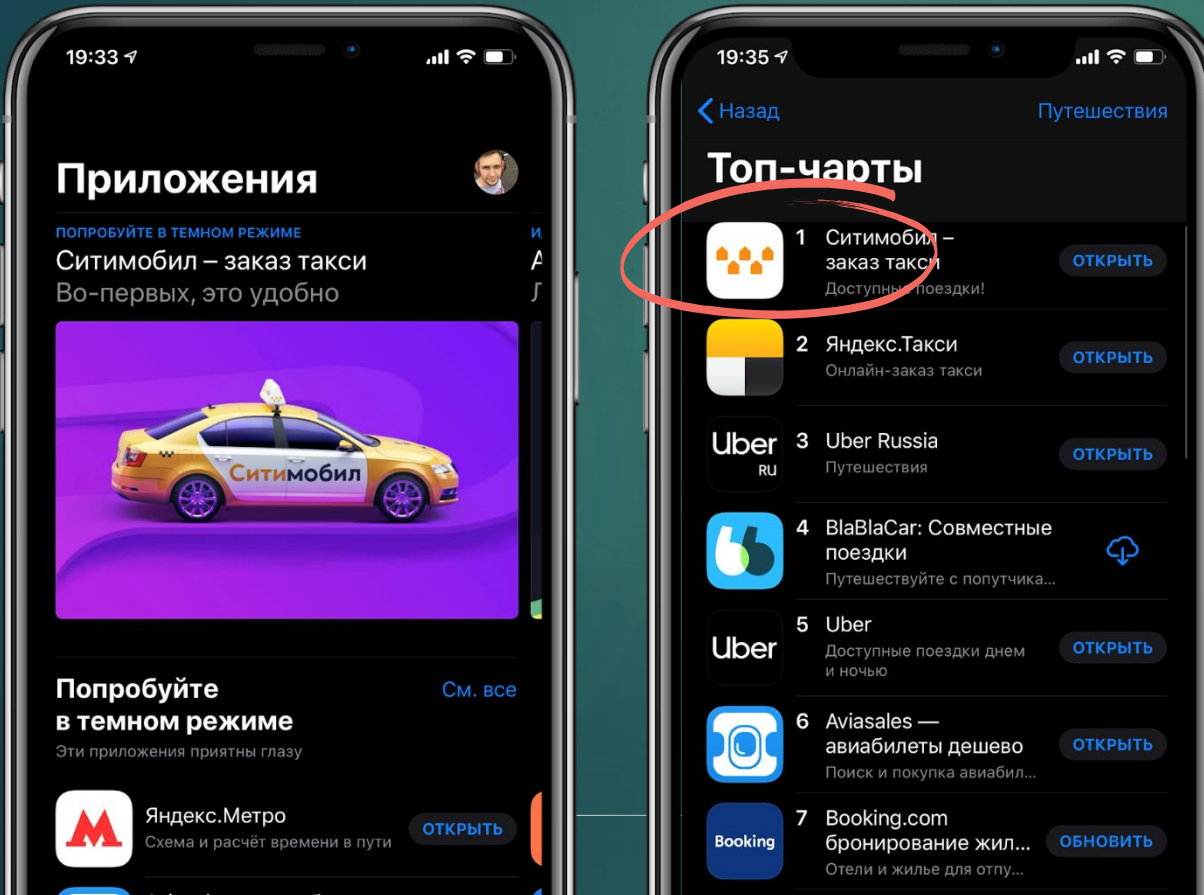 19:33
Приложения
ПОПРОБУЙТЕ В ТЕМНОМ РЕЖИМЕ
Ситимобил – заказ такси
Во-первых, это удобно
Ситимобил
Попробуйте
в темном режиме
См. все
Эти приложения приятны глазу
Яндекс.Метро
Схема и расчёт времени в пути
ОТКРЫТЬ
19:35
Назад
Путешествия
Топ-чарты
1 Ситимобил –
заказ такси
Доступные поездки!
ОТКРЫТЬ
2 Яндекс.Такси
Онлайн-заказ такси
ОТКРЫТЬ
Uber
RU
3 Uber Russia
Путешествия
ОТКРЫТЬ
4 BlaBlaCar: Совместные
поездки
Путешествуйте с попутчика...
Uber
5 Uber
Доступные поездки днем
и ночью
ОТКРЫТЬ
6 Aviasales —
авиабилеты дешево
Поиск и покупка авиабил...
ОТКРЫТЬ
Booking
7 Booking.com
бронирование жил...
Отели и жилье для отпу...
ОБНОВИТЬ